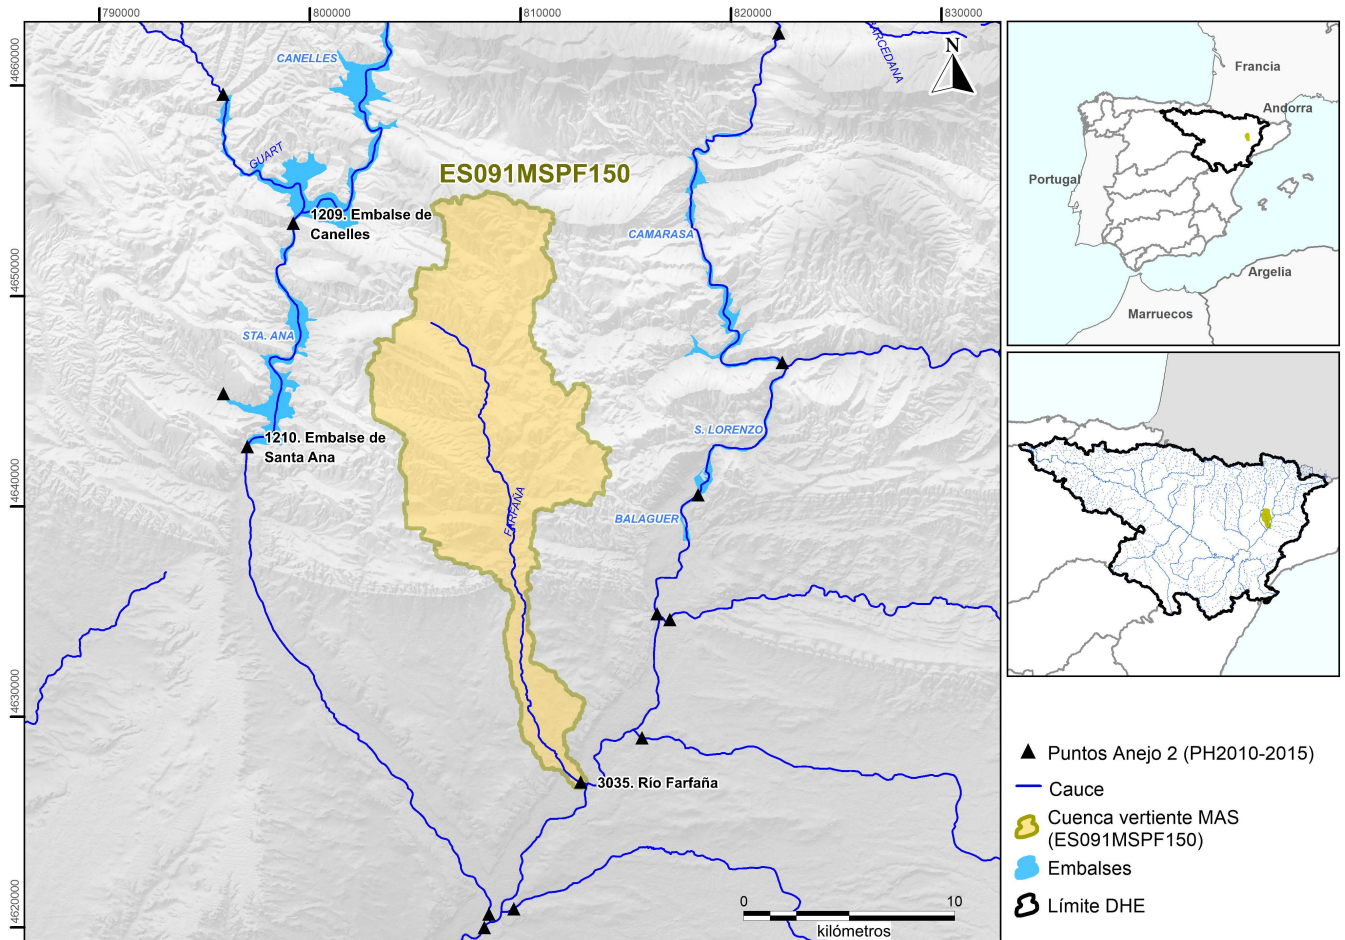 790000
800000
810000
820000
830000
4660000
4650000
4640000
4630000
4620000
CANELLES
GUART
ARCEDANA
N
ES091MSPF150
1209. Embalse de
Canelles
CAMARASA
STA. ANA
1210. Embalse de
Santa Ana
S. LORENZO
FARFAÑA
BALAGUER
3035. Río Farfaña
0
10
kilómetros
Francia
Andorra
Portugal
Argelia
Marruecos
Puntos Anejo 2 (PH2010-2015)
Cauce
Cuenca vertiente MAS
(ES091MSPF150)
Embalses
Límite DHE